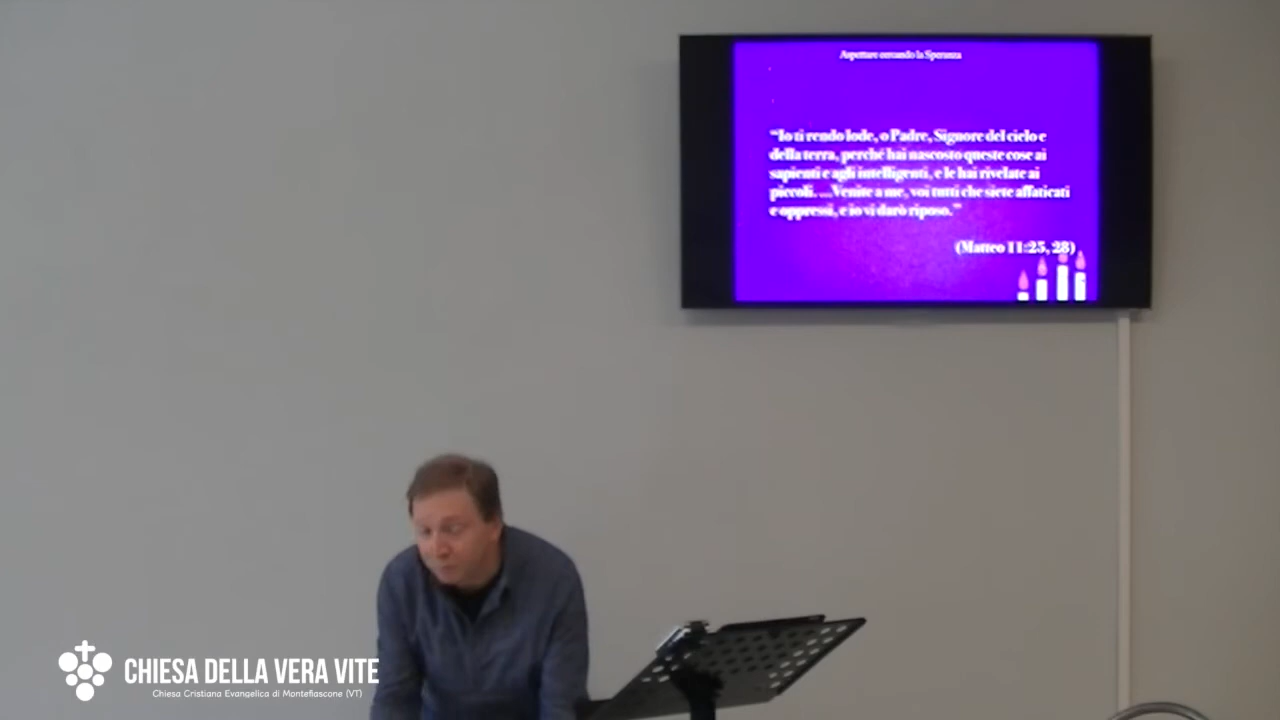 Aspettare cercando la Speranza
“Io ti rendo lode, o Padre, Signore del cielo e
della terra, perché hai nascosto queste cose ai
sapienti e agli intelligenti, e le hai rivelate ai
piccoli. ...Venite a me, voi tutti che siete affaticati
e oppressi, e io vi darò riposo.”
(Matteo 11:25, 28)
CHIESA DELLA VERA VITE
Chiesa Cristiana Evangelica di Montefiascone (VT)